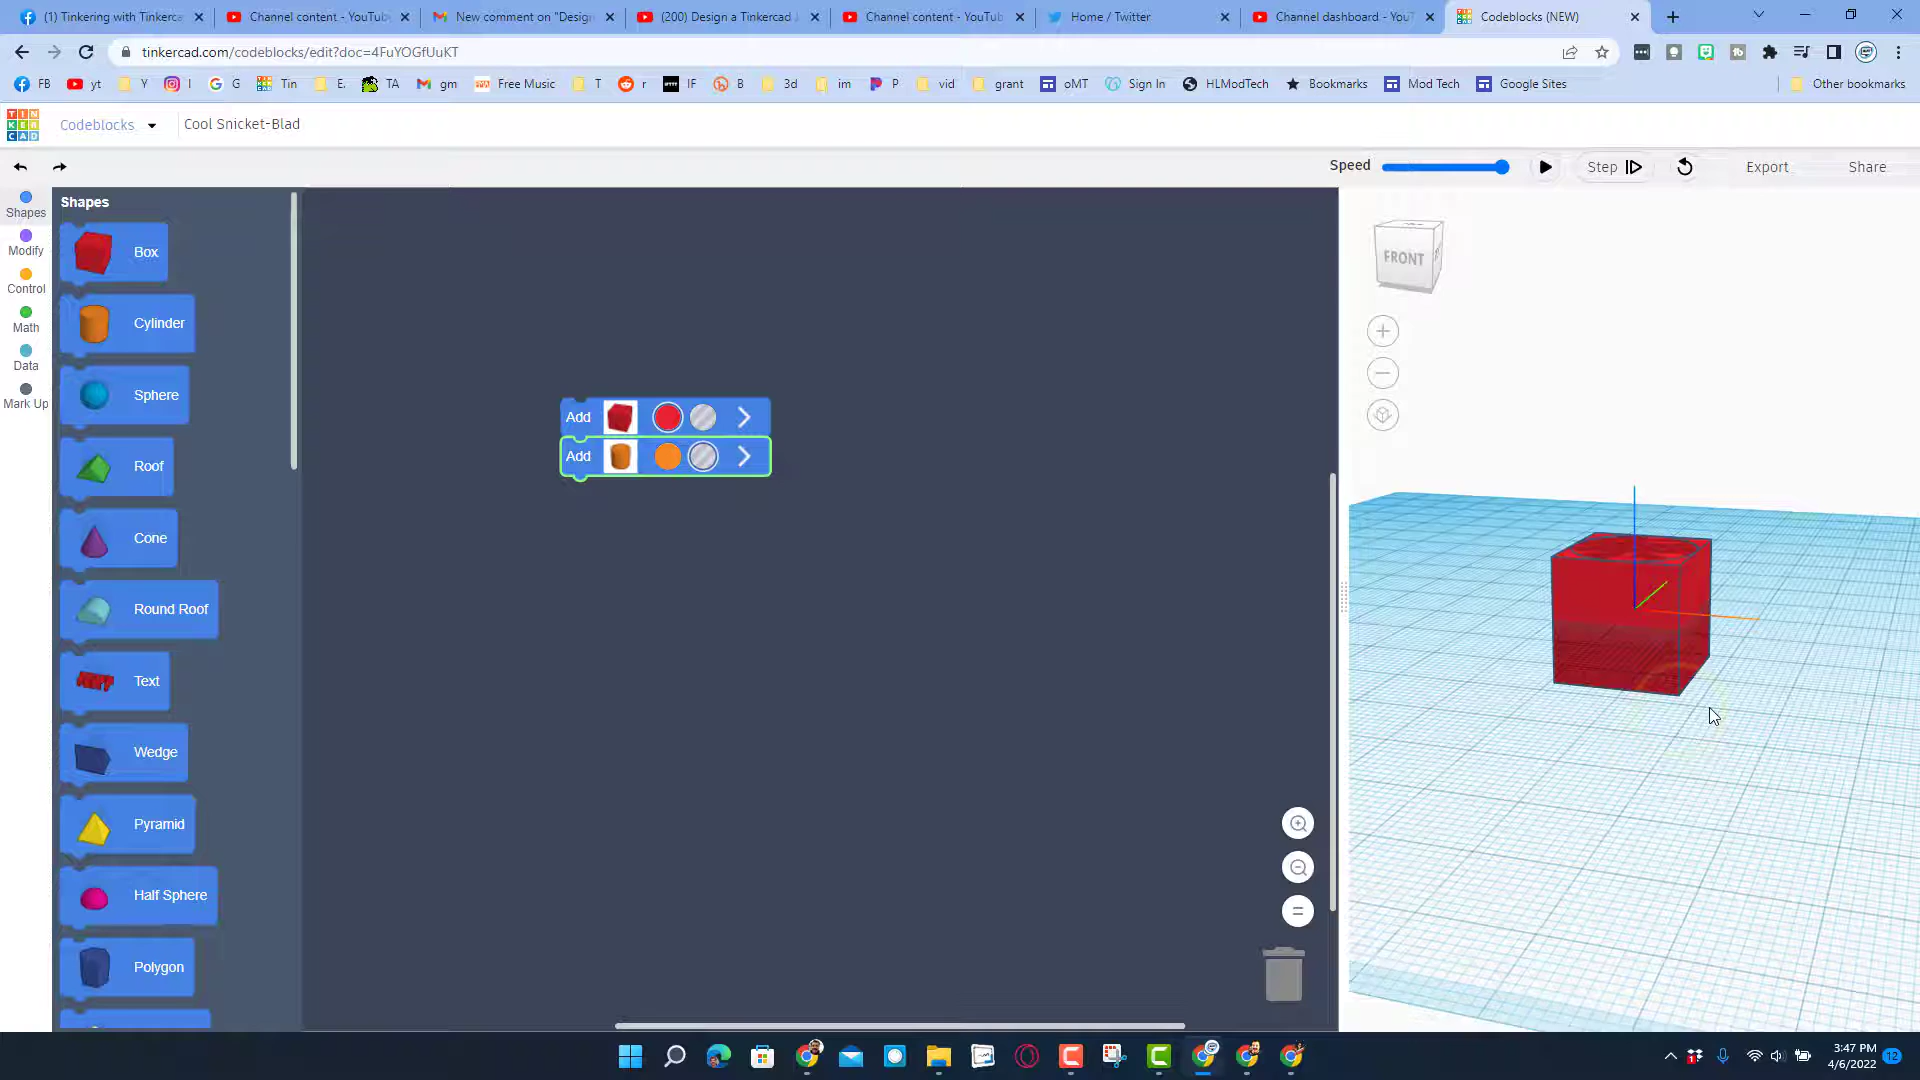 (1) Tinkering with Tinkerca
Channel content - YouTub
New comment on "Design
(200) Design a Tinkercad
Channel content - YouTub
Home / Twitter
Channel dashboard - YouT
Codeblocks (NEW)
tinkercad.com/codeblocks/edit?doc=4FuYOGfUuKT
FB
yt
Y
I
G
Tin
E.
TA
gm
Free Music
T
r
IF
B
3d
im
P
vid
grant
oMT
Sign In
HLModTech
Bookmarks
Mod Tech
Google Sites
Other bookmarks
TIN
KER
CAD
Codeblocks
Cool Snicket-Blad
Speed
Step
Export
Share
Shapes
Modify
Control
Math
Data
Mark Up
Shapes
Box
Cylinder
Sphere
Roof
Cone
Round Roof
Text
Wedge
Pyramid
Half Sphere
Polygon
Add
Add
FRONT
3:47 PM
4/6/2022
12